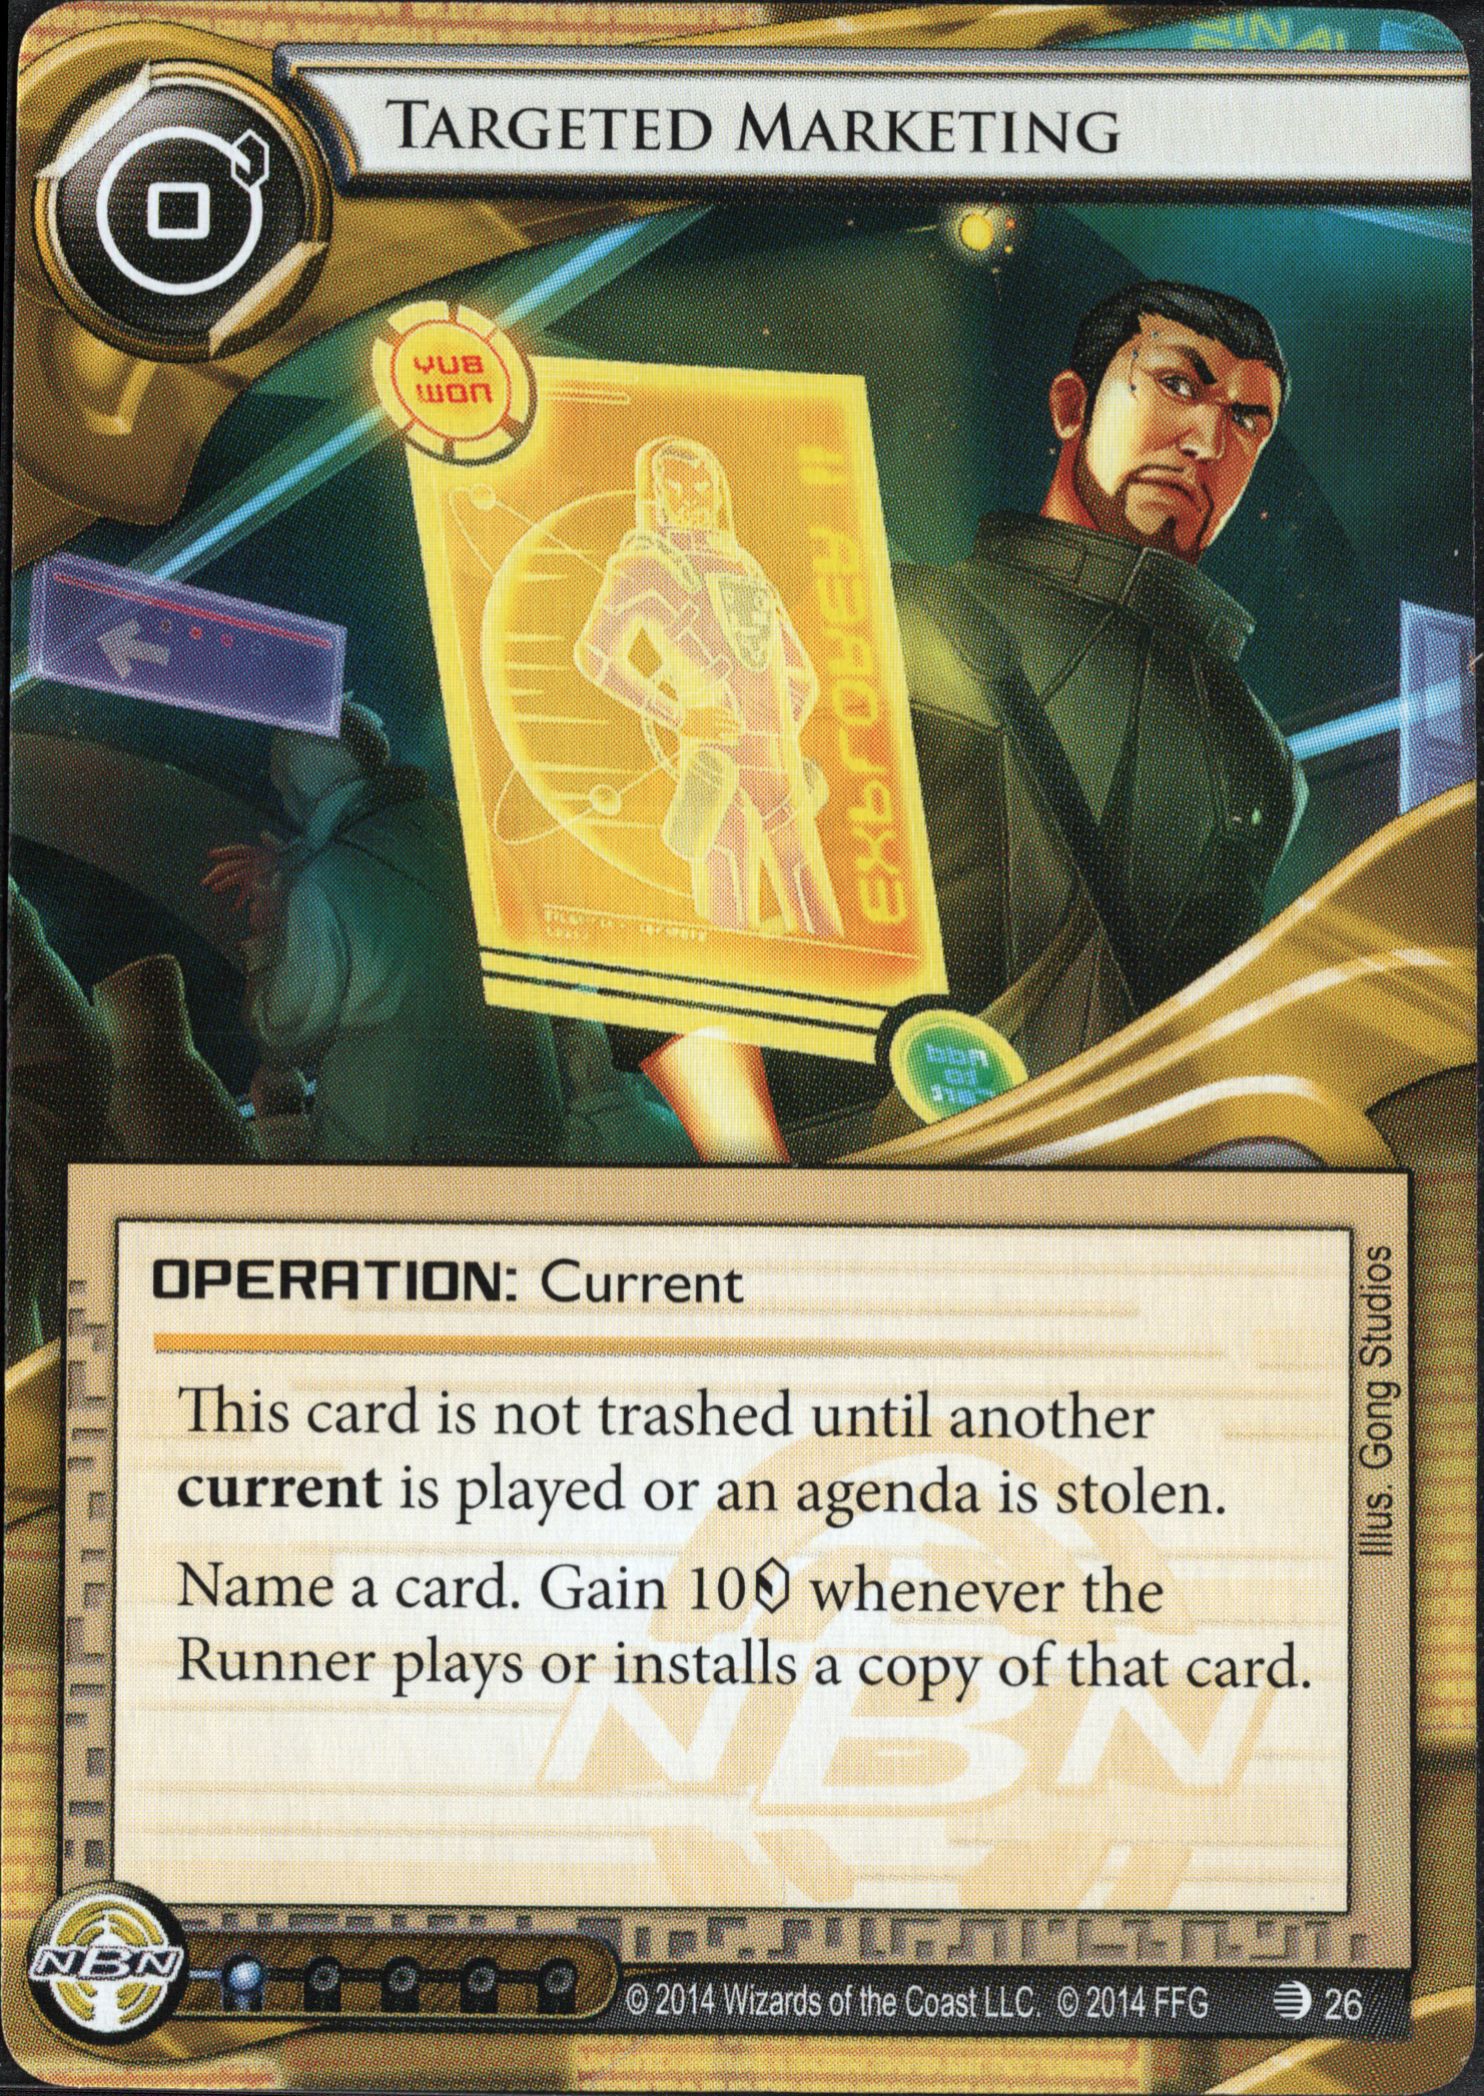 0
TARGETED MARKETING
YUB
WON
EXPLORER II
OPERATION: Current
This card is not trashed until another
current is played or an agenda is stolen.
Name a card. Gain 10 whenever the
Runner plays or installs a copy of that card.
NBN
Illus. Gong Studios
NBN
© 2014 Wizards of the Coast LLC. © 2014 FFG
26